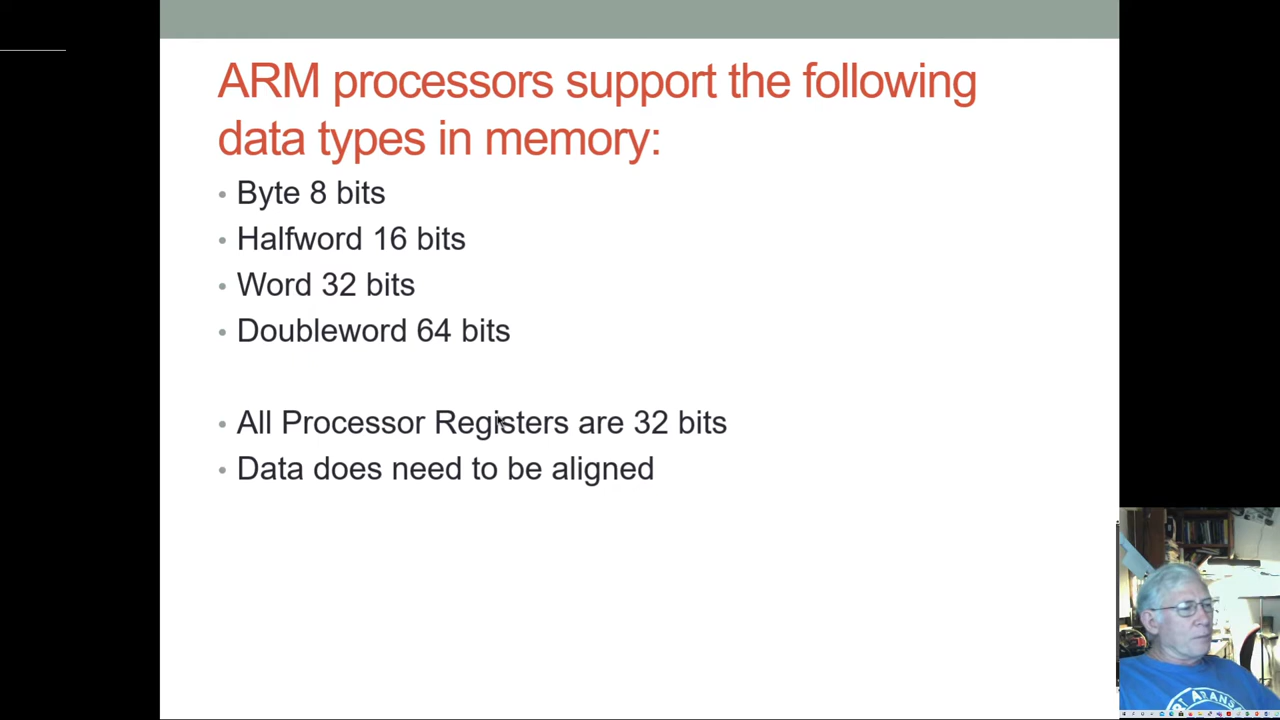 ARM processors support the following
data types in memory:
• Byte 8 bits
• Halfword 16 bits
• Word 32 bits
• Doubleword 64 bits
• All Processor Registers are 32 bits
• Data does need to be aligned